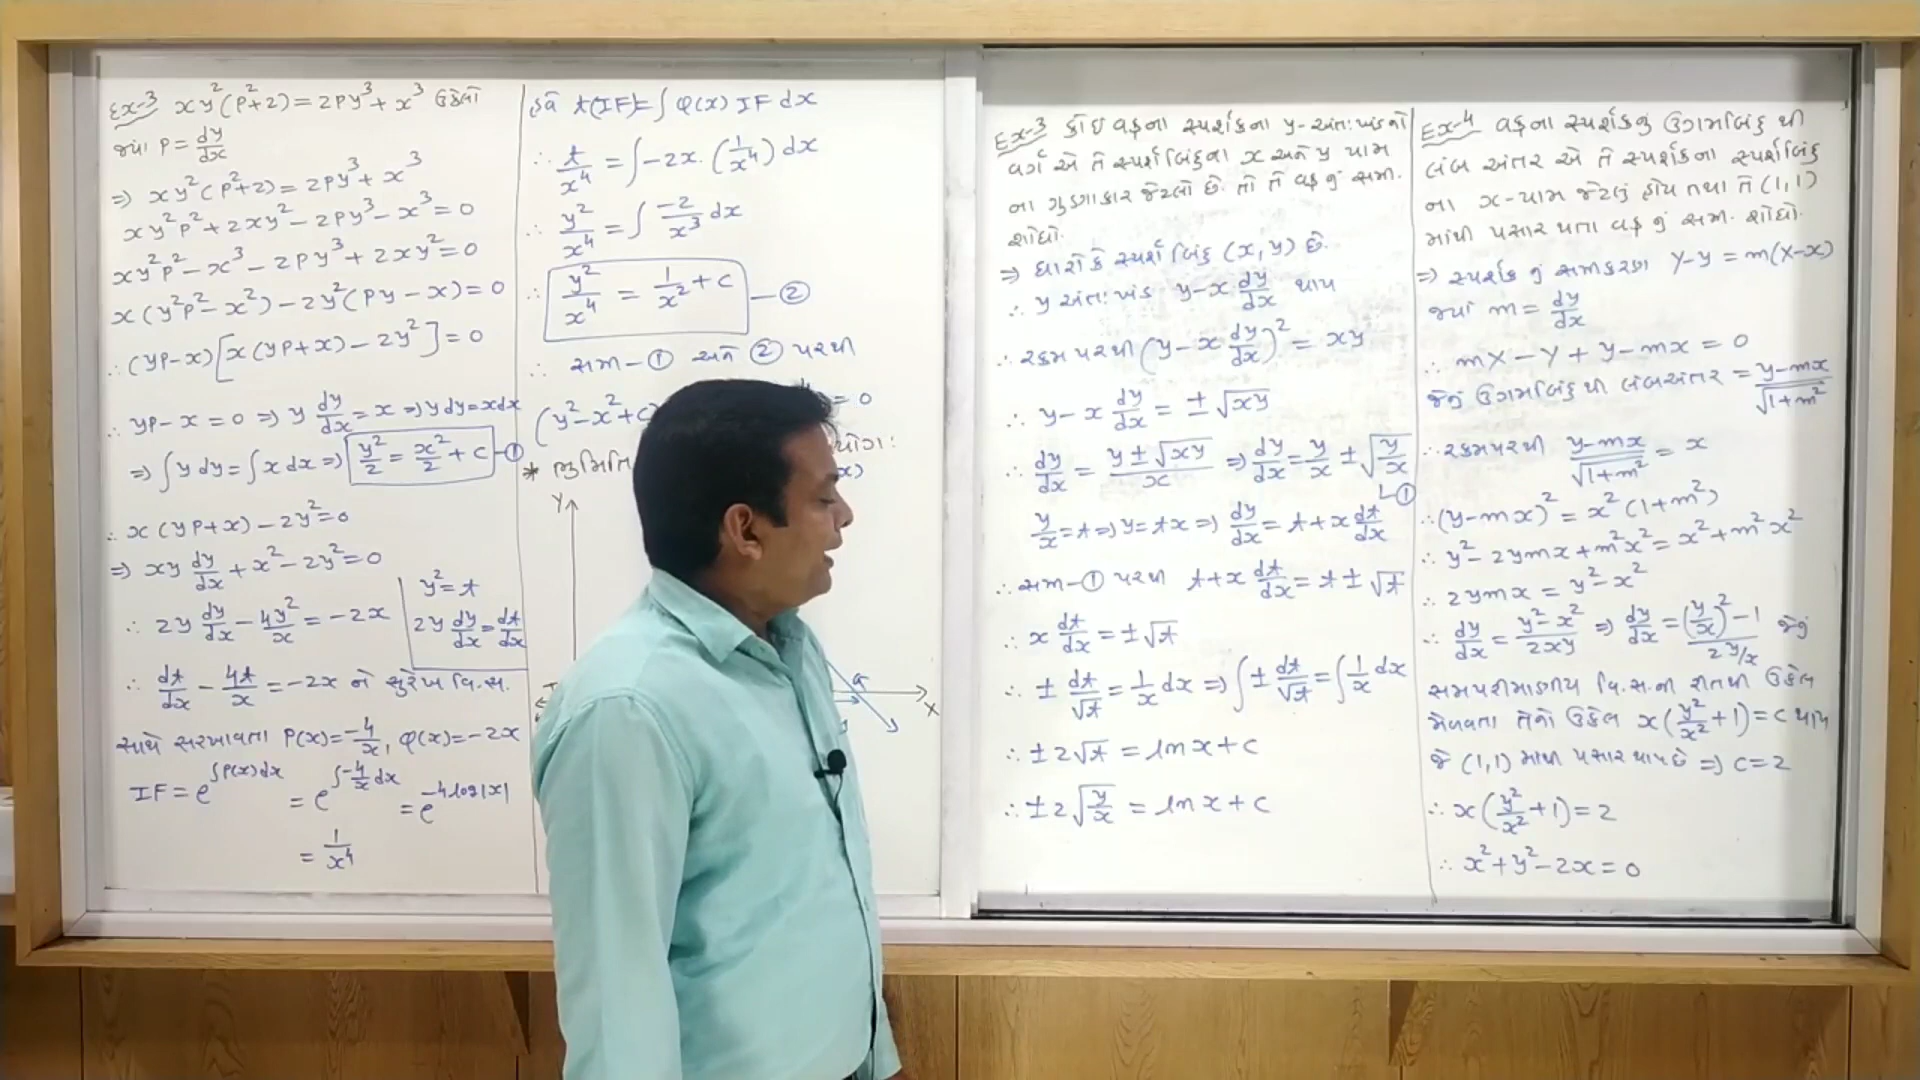 Ex-3 xy²(p²+2) = 2py³ + x³ ઉકેલો
જ્યાં p = dy/dx
⇒ xy²(p²+2) = 2py³ + x³
xy²p² + 2xy² - 2py³ - x³ = 0
xy²p² - x³ - 2py³ + 2xy² = 0
x(y²p² - x²) - 2y²(py - x) = 0
∴ (yp-x)[x(yp+x) - 2y²] = 0
∴ yp - x = 0 ⇒ y dy/dx = x ⇒ y dy = x dx
⇒ ∫y dy = ∫x dx ⇒ y²/2 = x²/2 + c —①
∴ x(yp+x) - 2y² = 0
⇒ xy dy/dx + x² - 2y² = 0
∴ 2y dy/dx - 4y²/x = -2x
y² = t
2y dy/dx = dt/dx
∴ dt/dx - 4t/x = -2x ને સુરેખ વિ.સ.
સાથે સરખાવતા P(x) = -4/x, Q(x) = -2x
IF = e^∫P(x)dx = e^∫-4/x dx = e^-4log|x|
= 1/x⁴
હવે t(IF) = ∫Q(x) IF dx
∴ t/x⁴ = ∫-2x.(1/x⁴) dx
∴ y²/x⁴ = ∫-2/x³ dx
∴ y²/x⁴ = 1/x² + c —②
∴ સમ-① અને ② પરથી
(y² - x² + c) = 0
* ભૂમિતિ યોગ:
Y
X
Ex-3 કોઇ વક્રના સ્પર્શકના y-અંતઃખંડનો
વર્ગ એ તે સ્પર્શબિંદુના x અને y યામ
ના ગુણાકાર જેટલો છે. તો તે વક્રનું સમી.
શોધો.
⇒ ધારોકે સ્પર્શબિંદુ (x, y) છે.
∴ y અંતઃખંડ y - x dy/dx થાય
∴ રકમ પરથી (y - x dy/dx)² = xy
∴ y - x dy/dx = ±√xy
∴ dy/dx = (y ± √xy)/x ⇒ dy/dx = y/x ± √(y/x) —①
y/x = t ⇒ y = tx ⇒ dy/dx = t + x dt/dx
∴ સમ-① પરથી t + x dt/dx = t ± √t
∴ x dt/dx = ±√t
∴ ± dt/√t = 1/x dx ⇒ ∫± dt/√t = ∫1/x dx
∴ ±2√t = ln x + c
∴ ±2√(y/x) = ln x + c
Ex-4 વક્રના સ્પર્શકનું ઉગમબિંદુ થી
લંબ અંતર એ તે સ્પર્શકના સ્પર્શબિંદુ
ના x-યામ જેટલું હોય તથા તે (1,1)
માંથી પસાર થતા વક્ર નું સમી. શોધો.
⇒ સ્પર્શક નું સમીકરણ Y-y = m(X-x)
જ્યાં m = dy/dx
∴ mX - Y + y - mx = 0
જેનું ઉગમબિંદુથી લંબઅંતર = (y-mx)/√(1+m²)
∴ રકમપરથી (y-mx)/√(1+m²) = x
∴ (y-mx)² = x²(1+m²)
∴ y² - 2ymx + m²x² = x² + m²x²
∴ 2ymx = y² - x²
∴ dy/dx = (y²-x²)/2xy ⇒ dy/dx = ((y/x)² - 1)/(2 y/x) જેનું
સમપરીમાણીય વિ.સ.ની રીતથી ઉકેલ
મેળવતા તેનો ઉકેલ x(y²/x² + 1) = c થાય
જે (1,1) માંથી પસાર થાય છે ⇒ c = 2
∴ x(y²/x² + 1) = 2
∴ x² + y² - 2x = 0